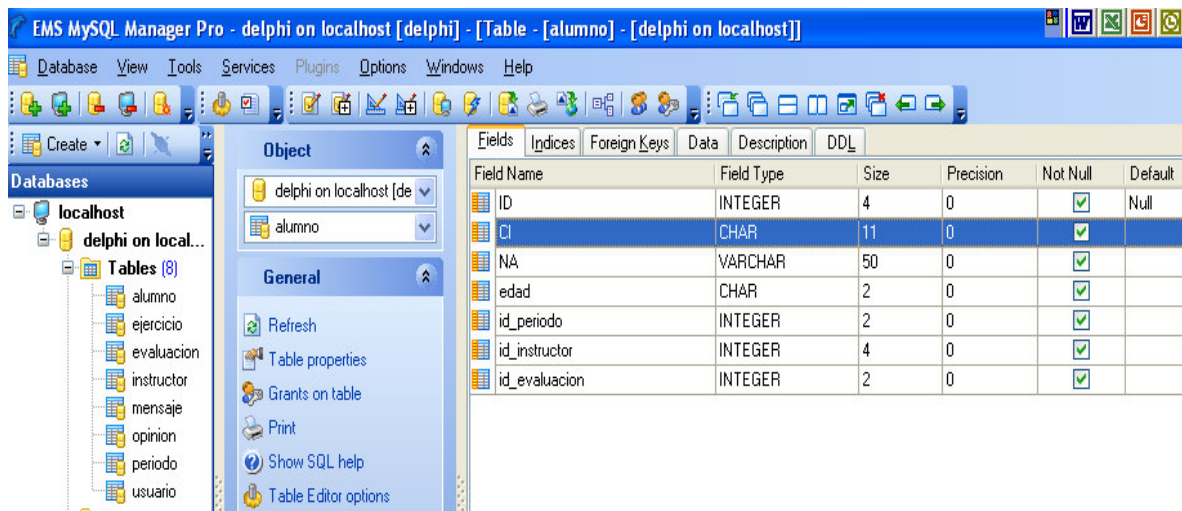 EMS MySQL Manager Pro - delphi on localhost [delphi] - [Table - [alumno] - [delphi on localhost]]
Database View Tools Services Plugins Options Windows Help
Create
Databases
localhost
delphi on local...
Tables (8)
alumno
ejercicio
evaluacion
instructor
mensaje
opinion
periodo
usuario
Object
delphi on localhost [de
alumno
General
Refresh
Table properties
Grants on table
Print
Show SQL help
Table Editor options
Fields Indices Foreign Keys Data Description DDL
Field Name Field Type Size Precision Not Null Default
ID INTEGER 4 0 Null
CI CHAR 11 0
NA VARCHAR 50 0
edad CHAR 2 0
id_periodo INTEGER 2 0
id_instructor INTEGER 4 0
id_evaluacion INTEGER 2 0